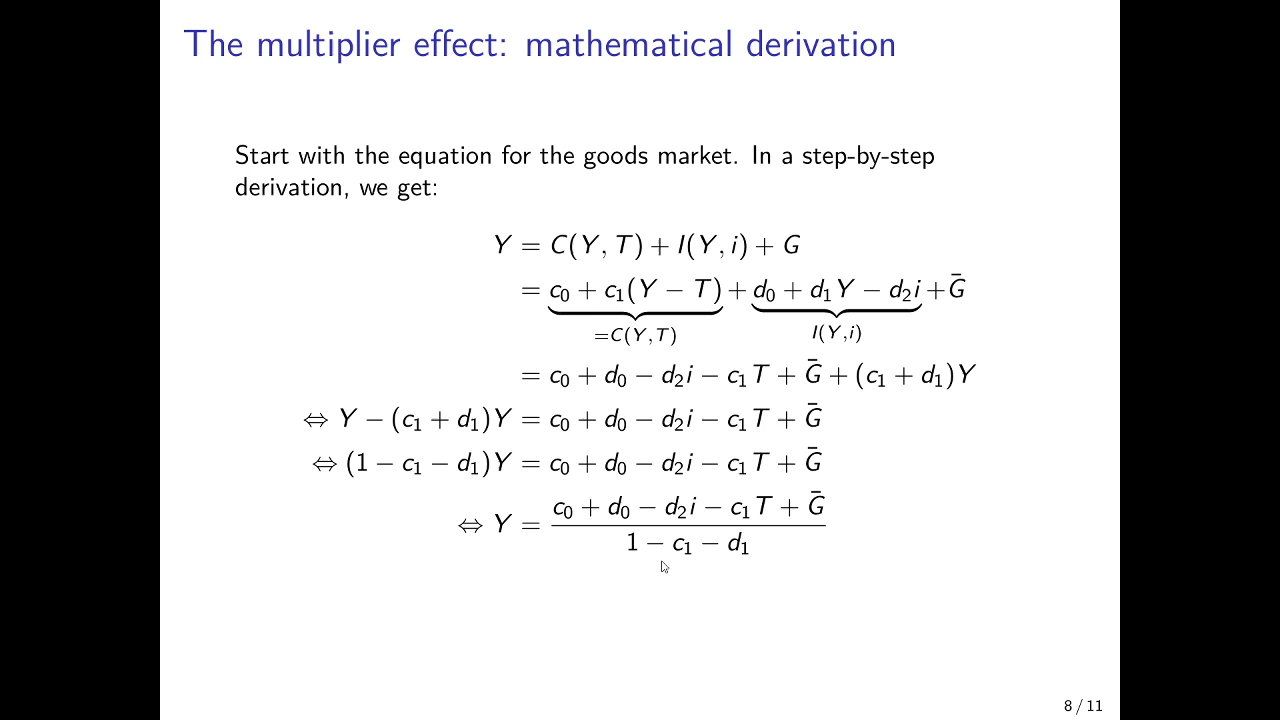 The multiplier effect: mathematical derivation
Start with the equation for the goods market. In a step-by-step
derivation, we get:
Y = C(Y, T) + I(Y, i) + G
= c₀ + c₁(Y − T) + d₀ + d₁Y − d₂i + Ḡ
=C(Y,T) I(Y,i)
= c₀ + d₀ − d₂i − c₁T + Ḡ + (c₁ + d₁)Y
⇔ Y − (c₁ + d₁)Y = c₀ + d₀ − d₂i − c₁T + Ḡ
⇔ (1 − c₁ − d₁)Y = c₀ + d₀ − d₂i − c₁T + Ḡ
c₀ + d₀ − d₂i − c₁T + Ḡ
⇔ Y =
1 − c₁ − d₁
8 / 11